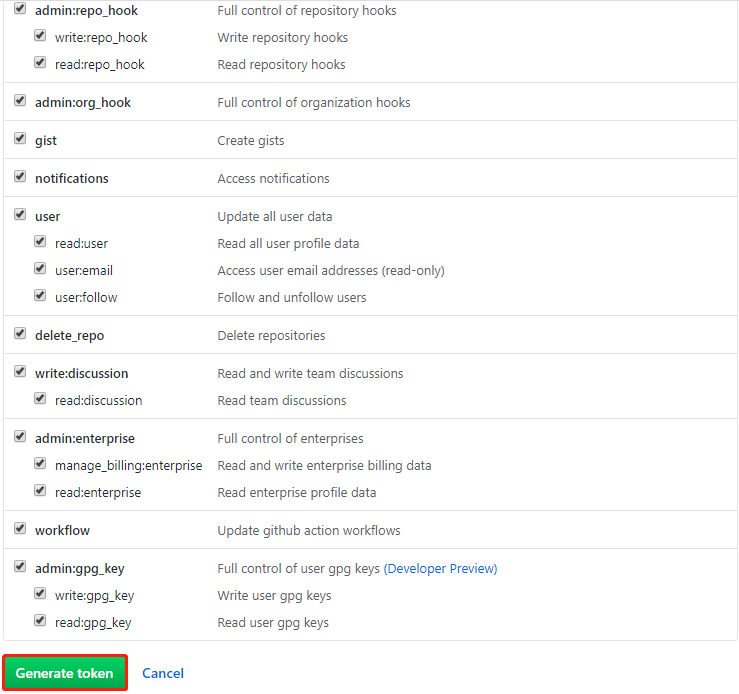 admin:repo_hook Full control of repository hooks
write:repo_hook Write repository hooks
read:repo_hook Read repository hooks
admin:org_hook Full control of organization hooks
gist Create gists
notifications Access notifications
user Update all user data
read:user Read all user profile data
user:email Access user email addresses (read-only)
user:follow Follow and unfollow users
delete_repo Delete repositories
write:discussion Read and write team discussions
read:discussion Read team discussions
admin:enterprise Full control of enterprises
manage_billing:enterprise Read and write enterprise billing data
read:enterprise Read enterprise profile data
workflow Update github action workflows
admin:gpg_key Full control of user gpg keys (Developer Preview)
write:gpg_key Write user gpg keys
read:gpg_key Read user gpg keys
Generate token Cancel